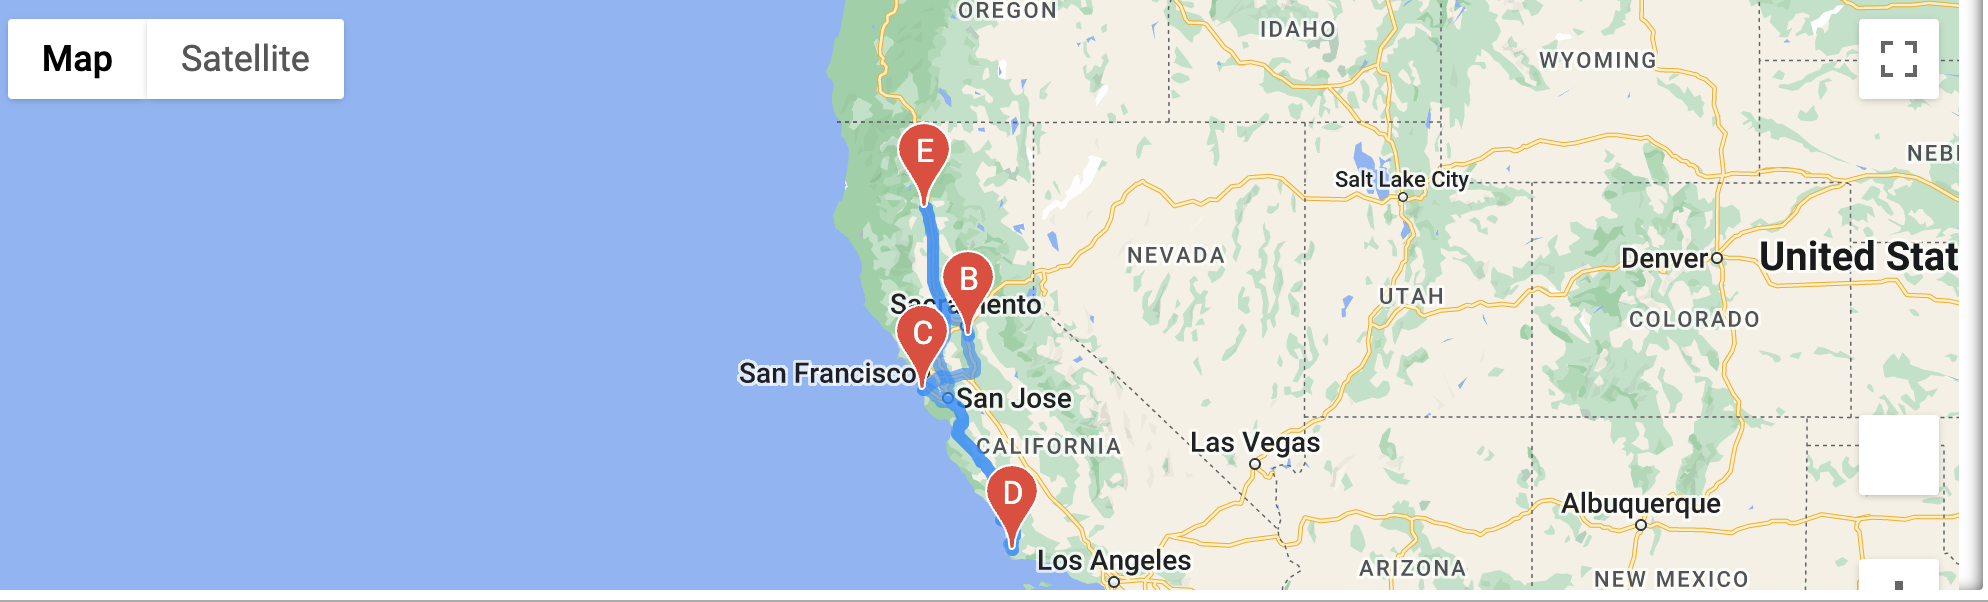 OREGON
IDAHO
WYOMING
Map
Satellite
E
NEB
Salt Lake City
NEVADA
Denver
United Stat
B
Sacramento
UTAH
COLORADO
C
San Francisco
San Jose
CALIFORNIA
Las Vegas
D
Albuquerque
Los Angeles
ARIZONA
NEW MEXICO